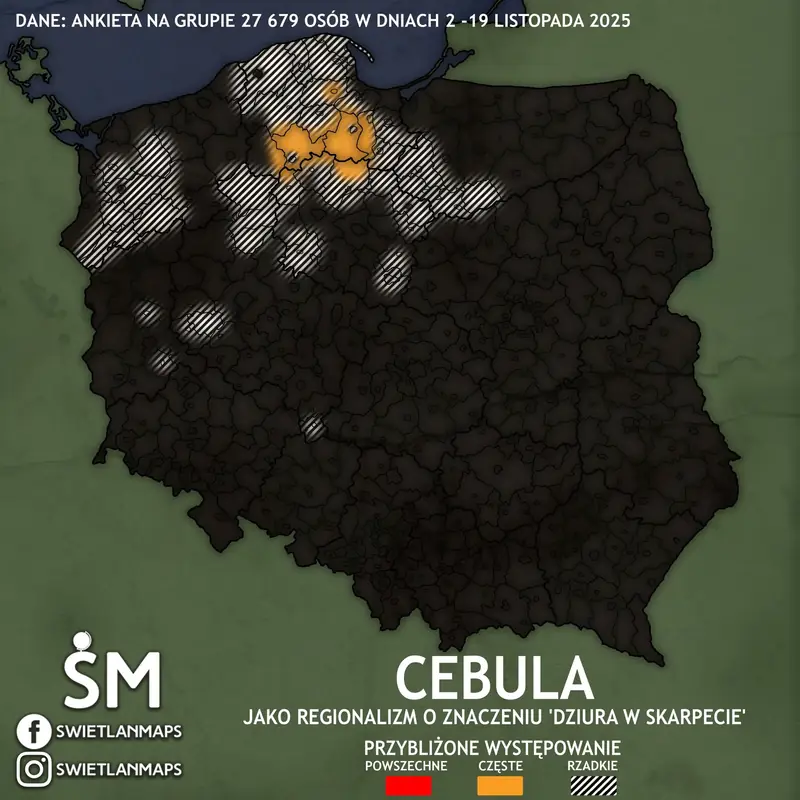 DANE: ANKIETA NA GRUPIE 27 679 OSÓB W DNIACH 2 -19 LISTOPADA 2025
ŚM
SWIETLANMAPS
SWIETLANMAPS
CEBULA
JAKO REGIONALIZM O ZNACZENIU 'DZIURA W SKARPECIE'
PRZYBLIŻONE WYSTĘPOWANIE
POWSZECHNE CZĘSTE RZADKIE